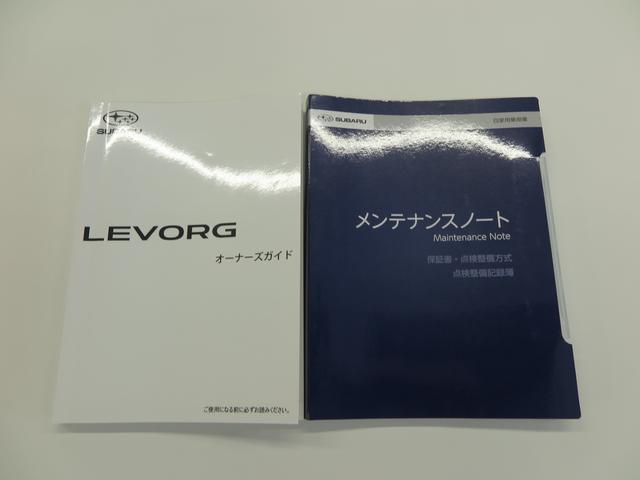 SUBARU
LEVORG
オーナーズガイド
ご使用になる前に必ずお読みください。
SUBARU
自家用乗用車
メンテナンスノート
Maintenance Note
保証書・点検整備方式
点検整備記録簿